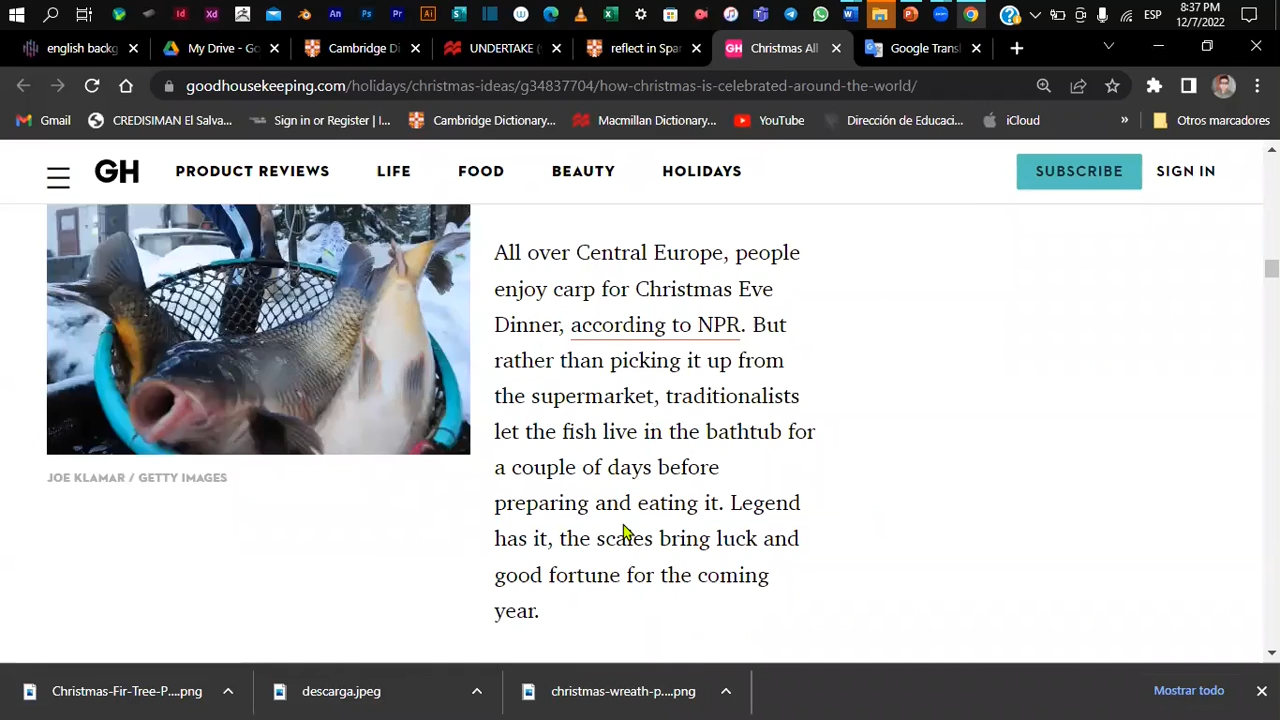 8:37 PM
ESP
12/7/2022
english backg
My Drive - Go
Cambridge Di
UNDERTAKE (
reflect in Spar
GH Christmas All
Google Transl
goodhousekeeping.com/holidays/christmas-ideas/g34837704/how-christmas-is-celebrated-around-the-world/
Gmail
CREDISIMAN El Salva...
Sign in or Register | I...
Cambridge Dictionary...
Macmillan Dictionary...
YouTube
Dirección de Educaci...
iCloud
»
Otros marcadores
GH
PRODUCT REVIEWS
LIFE
FOOD
BEAUTY
HOLIDAYS
SUBSCRIBE
SIGN IN
All over Central Europe, people
enjoy carp for Christmas Eve
Dinner, according to NPR. But
rather than picking it up from
the supermarket, traditionalists
let the fish live in the bathtub for
a couple of days before
preparing and eating it. Legend
has it, the scales bring luck and
good fortune for the coming
year.
JOE KLAMAR / GETTY IMAGES
Christmas-Fir-Tree-P....png
descarga.jpeg
christmas-wreath-p....png
Mostrar todo